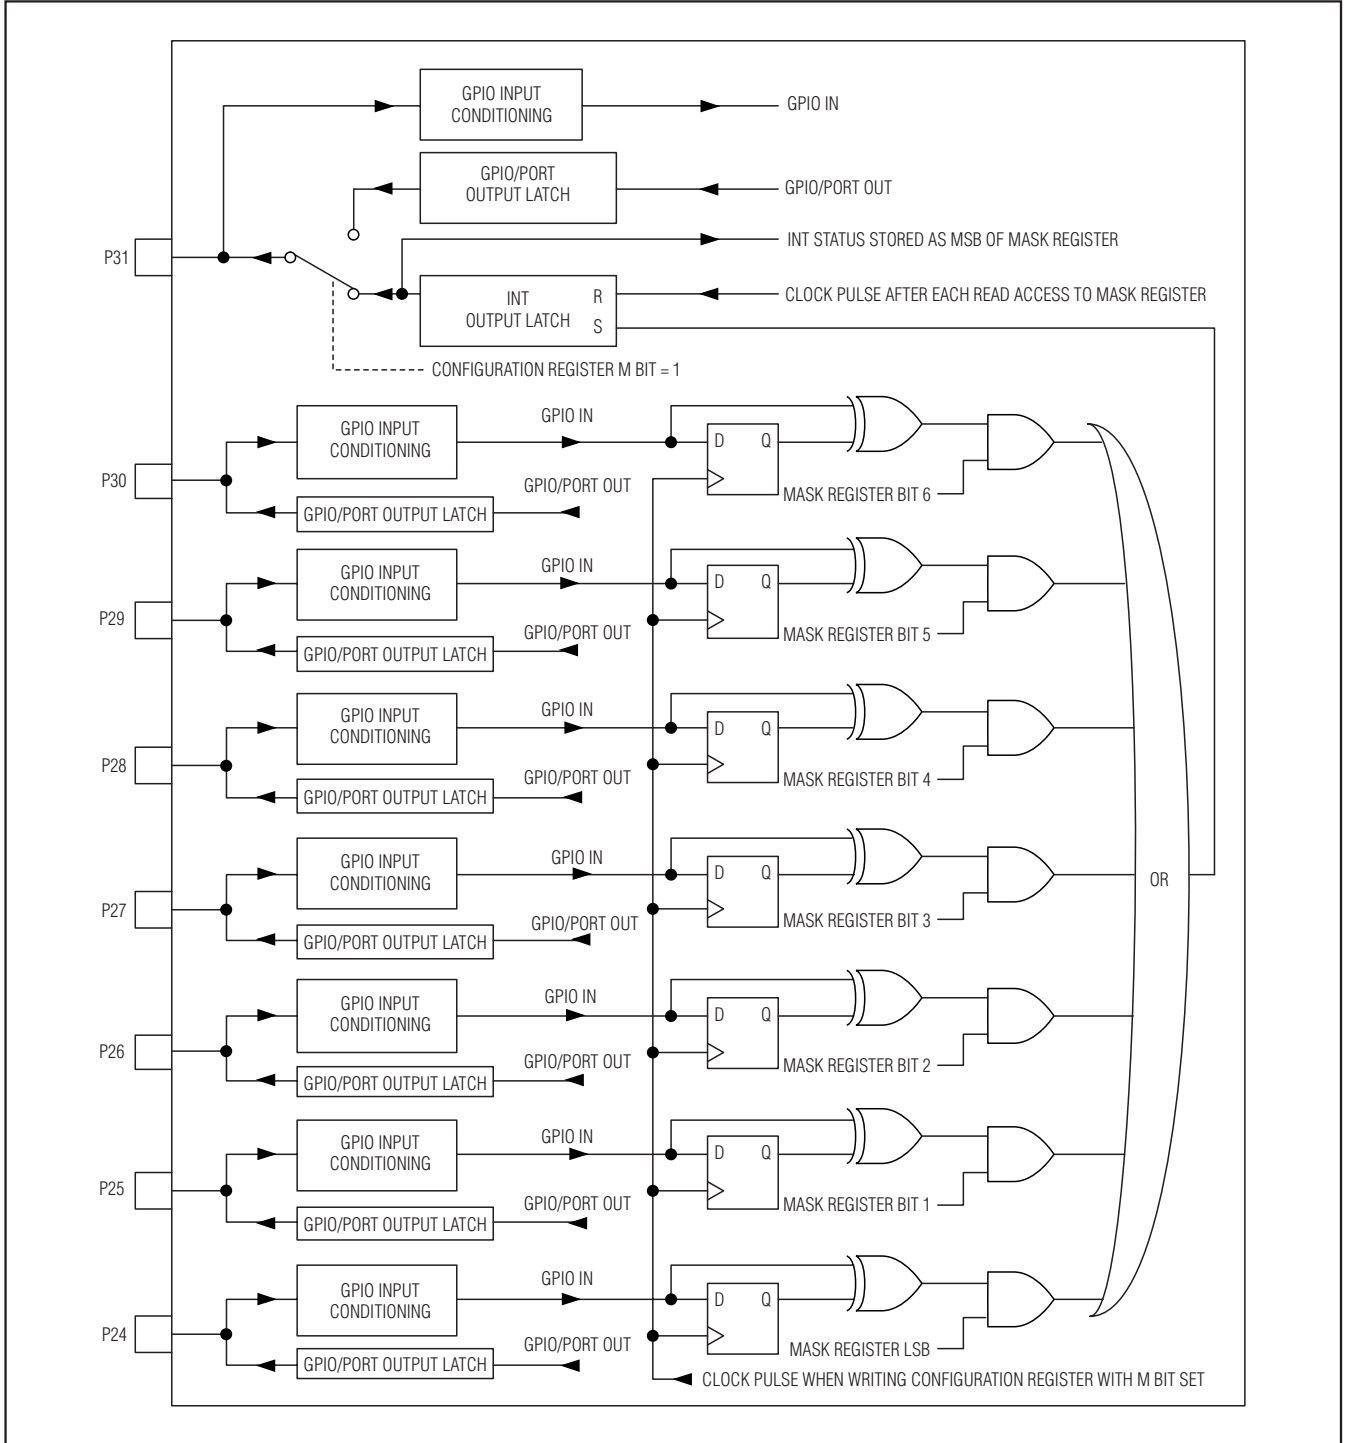 GPIO INPUT
CONDITIONING
GPIO IN
GPIO/PORT
OUTPUT LATCH
GPIO/PORT OUT
P31
INT STATUS STORED AS MSB OF MASK REGISTER
INT
OUTPUT LATCH
R
S
CLOCK PULSE AFTER EACH READ ACCESS TO MASK REGISTER
CONFIGURATION REGISTER M BIT = 1
P30
GPIO INPUT
CONDITIONING
GPIO IN
GPIO/PORT OUT
GPIO/PORT OUTPUT LATCH
D Q
MASK REGISTER BIT 6
P29
GPIO INPUT
CONDITIONING
GPIO IN
GPIO/PORT OUT
GPIO/PORT OUTPUT LATCH
D Q
MASK REGISTER BIT 5
P28
GPIO INPUT
CONDITIONING
GPIO IN
GPIO/PORT OUT
GPIO/PORT OUTPUT LATCH
D Q
MASK REGISTER BIT 4
P27
GPIO INPUT
CONDITIONING
GPIO IN
GPIO/PORT OUT
GPIO/PORT OUTPUT LATCH
D Q
MASK REGISTER BIT 3
OR
P26
GPIO INPUT
CONDITIONING
GPIO IN
GPIO/PORT OUT
GPIO/PORT OUTPUT LATCH
D Q
MASK REGISTER BIT 2
P25
GPIO INPUT
CONDITIONING
GPIO IN
GPIO/PORT OUT
GPIO/PORT OUTPUT LATCH
D Q
MASK REGISTER BIT 1
P24
GPIO INPUT
CONDITIONING
GPIO IN
GPIO/PORT OUT
GPIO/PORT OUTPUT LATCH
D Q
MASK REGISTER LSB
CLOCK PULSE WHEN WRITING CONFIGURATION REGISTER WITH M BIT SET